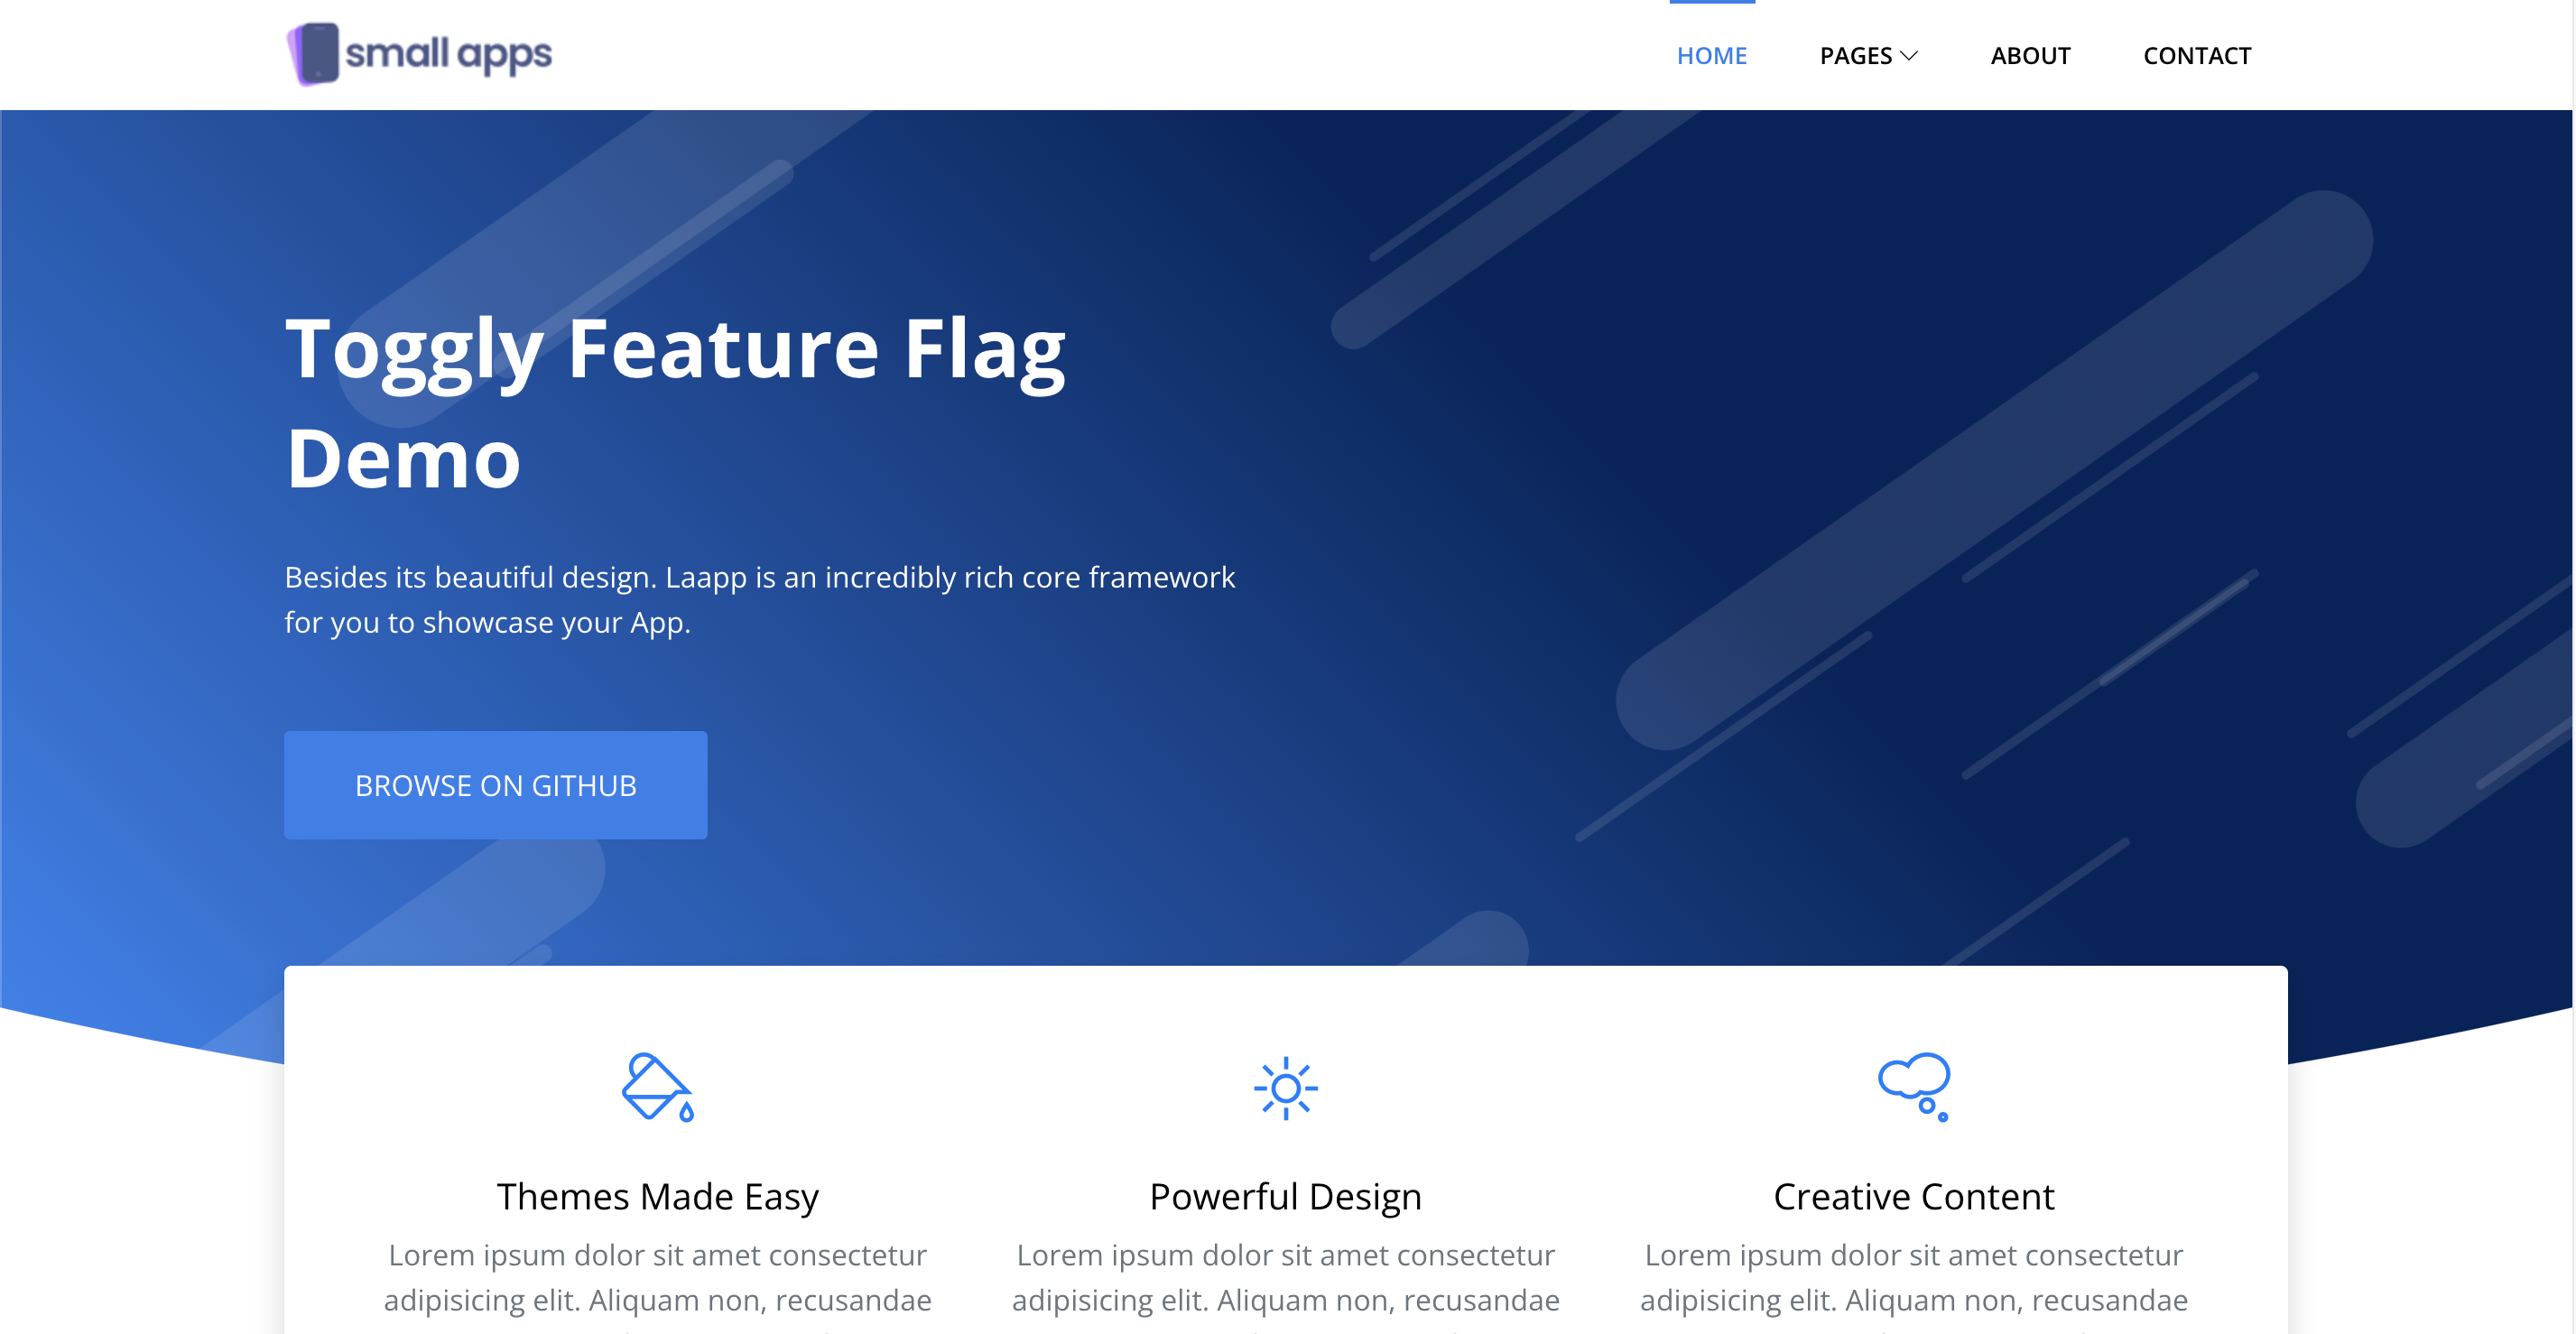 small apps
HOME
PAGES
ABOUT
CONTACT
Toggly Feature Flag
Demo
Besides its beautiful design. Laapp is an incredibly rich core framework
for you to showcase your App.
BROWSE ON GITHUB
Themes Made Easy
Lorem ipsum dolor sit amet consectetur
adipisicing elit. Aliquam non, recusandae
Powerful Design
Lorem ipsum dolor sit amet consectetur
adipisicing elit. Aliquam non, recusandae
Creative Content
Lorem ipsum dolor sit amet consectetur
adipisicing elit. Aliquam non, recusandae